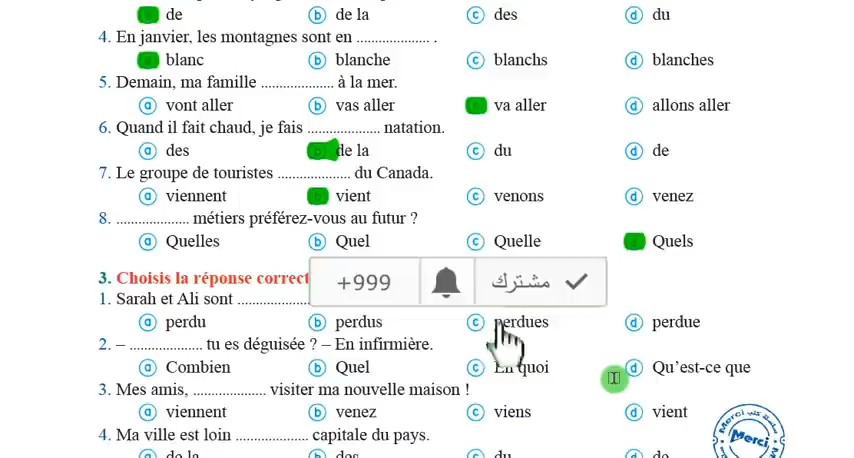 de ⓑ de la ⓒ des ⓓ du
4. En janvier, les montagnes sont en .................... .
blanc ⓑ blanche ⓒ blanchs ⓓ blanches
5. Demain, ma famille .................... à la mer.
ⓐ vont aller ⓑ vas aller va aller ⓓ allons aller
6. Quand il fait chaud, je fais .................... natation.
ⓐ des de la ⓒ du ⓓ de
7. Le groupe de touristes .................... du Canada.
ⓐ viennent vient ⓒ venons ⓓ venez
8. .................... métiers préférez-vous au futur ?
ⓐ Quelles ⓑ Quel ⓒ Quelle Quels
3. Choisis la réponse correct
+999 مشترك
1. Sarah et Ali sont ....................
ⓐ perdu ⓑ perdus ⓒ perdues ⓓ perdue
2. – .................... tu es déguisée ? – En infirmière.
ⓐ Combien ⓑ Quel ⓒ En quoi ⓓ Qu'est-ce que
3. Mes amis, .................... visiter ma nouvelle maison !
ⓐ viennent ⓑ venez ⓒ viens ⓓ vient
4. Ma ville est loin .................... capitale du pays.
de la des du de
Merci